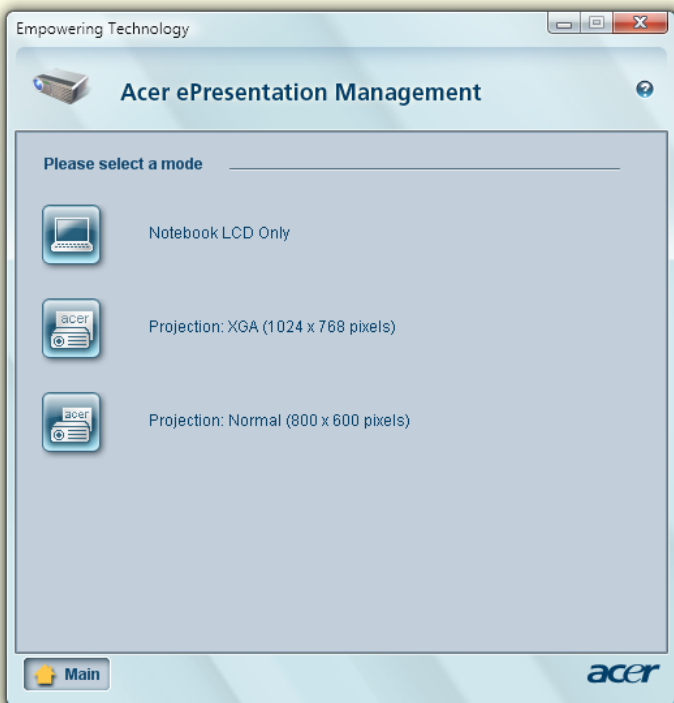 Empowering Technology
Acer ePresentation Management
?
Please select a mode
Notebook LCD Only
acer
Projection: XGA (1024 x 768 pixels)
acer
Projection: Normal (800 x 600 pixels)
Main
acer